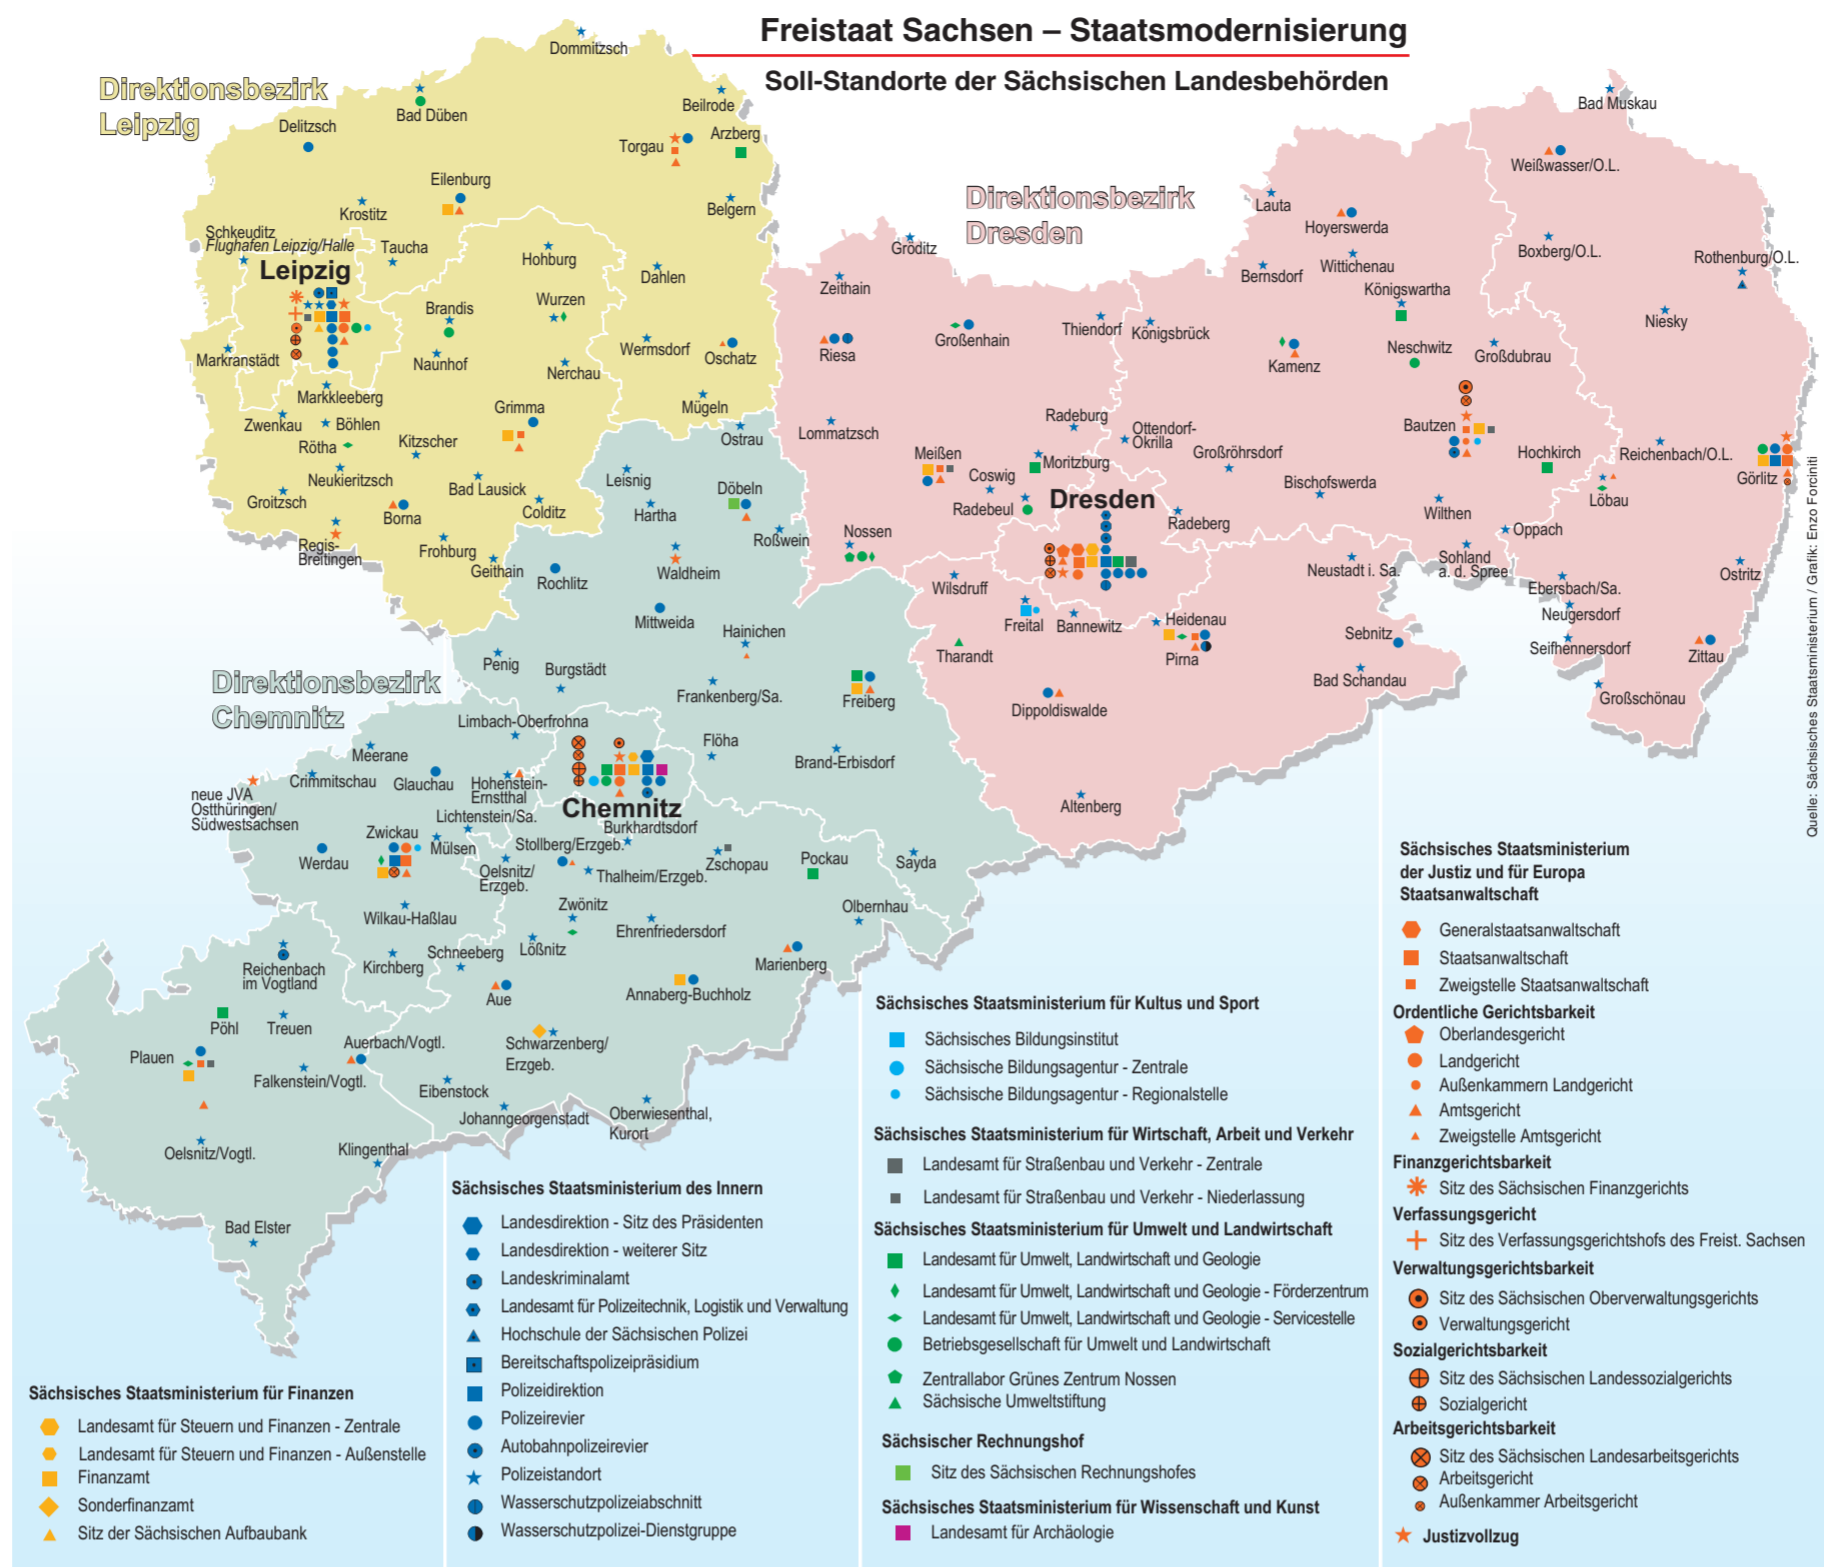 Freistaat Sachsen – Staatsmodernisierung
Soll-Standorte der Sächsischen Landesbehörden
Direktionsbezirk
Leipzig
Dommitzsch
Bad Düben
Beilrode
Delitzsch
Torgau
Arzberg
Eilenburg
Krostitz
Belgern
Schkeuditz
Flughafen Leipzig/Halle
Taucha
Leipzig
Hohburg
Dahlen
Brandis
Wurzen
Markranstädt
Naunhof
Nerchau
Wermsdorf
Oschatz
Markkleeberg
Mügeln
Zwenkau
Böhlen
Grimma
Rötha
Kitzscher
Neukieritzsch
Groitzsch
Bad Lausick
Borna
Colditz
Regis-
Breitingen
Frohburg
Geithain
Direktionsbezirk
Dresden
Bad Muskau
Weißwasser/O.L.
Lauta
Hoyerswerda
Gröditz
Boxberg/O.L.
Rothenburg/O.L.
Zeithain
Bernsdorf
Wittichenau
Königswartha
Niesky
Großenhain
Thiendorf
Königsbrück
Riesa
Kamenz
Neschwitz
Großdubrau
Lommatzsch
Radeburg
Ottendorf-
Okrilla
Bautzen
Meißen
Moritzburg
Großröhrsdorf
Hochkirch
Reichenbach/O.L.
Görlitz
Coswig
Radebeul
Dresden
Bischofswerda
Löbau
Radeberg
Wilthen
Oppach
Nossen
Wilsdruff
Neustadt i. Sa.
Sohland
a. d. Spree
Ebersbach/Sa.
Ostritz
Neugersdorf
Freital
Bannewitz
Heidenau
Sebnitz
Seifhennersdorf
Zittau
Tharandt
Pirna
Bad Schandau
Großschönau
Dippoldiswalde
Altenberg
Direktionsbezirk
Chemnitz
Ostrau
Leisnig
Döbeln
Hartha
Roßwein
Waldheim
Rochlitz
Mittweida
Hainichen
Penig
Burgstädt
Frankenberg/Sa.
Freiberg
Limbach-Oberfrohna
Flöha
Brand-Erbisdorf
Meerane
Crimmitschau
Glauchau
Hohenstein-
Ernstthal
neue JVA
Ostthüringen/
Südwestsachsen
Chemnitz
Lichtenstein/Sa.
Burkhardtsdorf
Zwickau
Mülsen
Stollberg/Erzgeb.
Zschopau
Pockau
Sayda
Werdau
Oelsnitz/
Erzgeb.
Thalheim/Erzgeb.
Zwönitz
Olbernhau
Wilkau-Haßlau
Ehrenfriedersdorf
Lößnitz
Schneeberg
Marienberg
Reichenbach
im Vogtland
Kirchberg
Aue
Annaberg-Buchholz
Pöhl
Treuen
Auerbach/Vogtl.
Schwarzenberg/
Erzgeb.
Plauen
Falkenstein/Vogtl.
Eibenstock
Johanngeorgenstadt
Oberwiesenthal,
Kurort
Oelsnitz/Vogtl.
Klingenthal
Bad Elster
Sächsisches Staatsministerium für Finanzen
Landesamt für Steuern und Finanzen - Zentrale
Landesamt für Steuern und Finanzen - Außenstelle
Finanzamt
Sonderfinanzamt
Sitz der Sächsischen Aufbaubank
Sächsisches Staatsministerium des Innern
Landesdirektion - Sitz des Präsidenten
Landesdirektion - weiterer Sitz
Landeskriminalamt
Landesamt für Polizeitechnik, Logistik und Verwaltung
Hochschule der Sächsischen Polizei
Bereitschaftspolizeipräsidium
Polizeidirektion
Polizeirevier
Autobahnpolizeirevier
Polizeistandort
Wasserschutzpolizeiabschnitt
Wasserschutzpolizei-Dienstgruppe
Sächsisches Staatsministerium für Kultus und Sport
Sächsisches Bildungsinstitut
Sächsische Bildungsagentur - Zentrale
Sächsische Bildungsagentur - Regionalstelle
Sächsisches Staatsministerium für Wirtschaft, Arbeit und Verkehr
Landesamt für Straßenbau und Verkehr - Zentrale
Landesamt für Straßenbau und Verkehr - Niederlassung
Sächsisches Staatsministerium für Umwelt und Landwirtschaft
Landesamt für Umwelt, Landwirtschaft und Geologie
Landesamt für Umwelt, Landwirtschaft und Geologie - Förderzentrum
Landesamt für Umwelt, Landwirtschaft und Geologie - Servicestelle
Betriebsgesellschaft für Umwelt und Landwirtschaft
Zentrallabor Grünes Zentrum Nossen
Sächsische Umweltstiftung
Sächsischer Rechnungshof
Sitz des Sächsischen Rechnungshofes
Sächsisches Staatsministerium für Wissenschaft und Kunst
Landesamt für Archäologie
Sächsisches Staatsministerium
der Justiz und für Europa
Staatsanwaltschaft
Generalstaatsanwaltschaft
Staatsanwaltschaft
Zweigstelle Staatsanwaltschaft
Ordentliche Gerichtsbarkeit
Oberlandesgericht
Landgericht
Außenkammern Landgericht
Amtsgericht
Zweigstelle Amtsgericht
Finanzgerichtsbarkeit
Sitz des Sächsischen Finanzgerichts
Verfassungsgericht
Sitz des Verfassungsgerichtshofs des Freist. Sachsen
Verwaltungsgerichtsbarkeit
Sitz des Sächsischen Oberverwaltungsgerichts
Verwaltungsgericht
Sozialgerichtsbarkeit
Sitz des Sächsischen Landessozialgerichts
Sozialgericht
Arbeitsgerichtsbarkeit
Sitz des Sächsischen Landesarbeitsgerichts
Arbeitsgericht
Außenkammer Arbeitsgericht
Justizvollzug
Quelle: Sächsisches Staatsministerium / Grafik: Enzo Forciniti